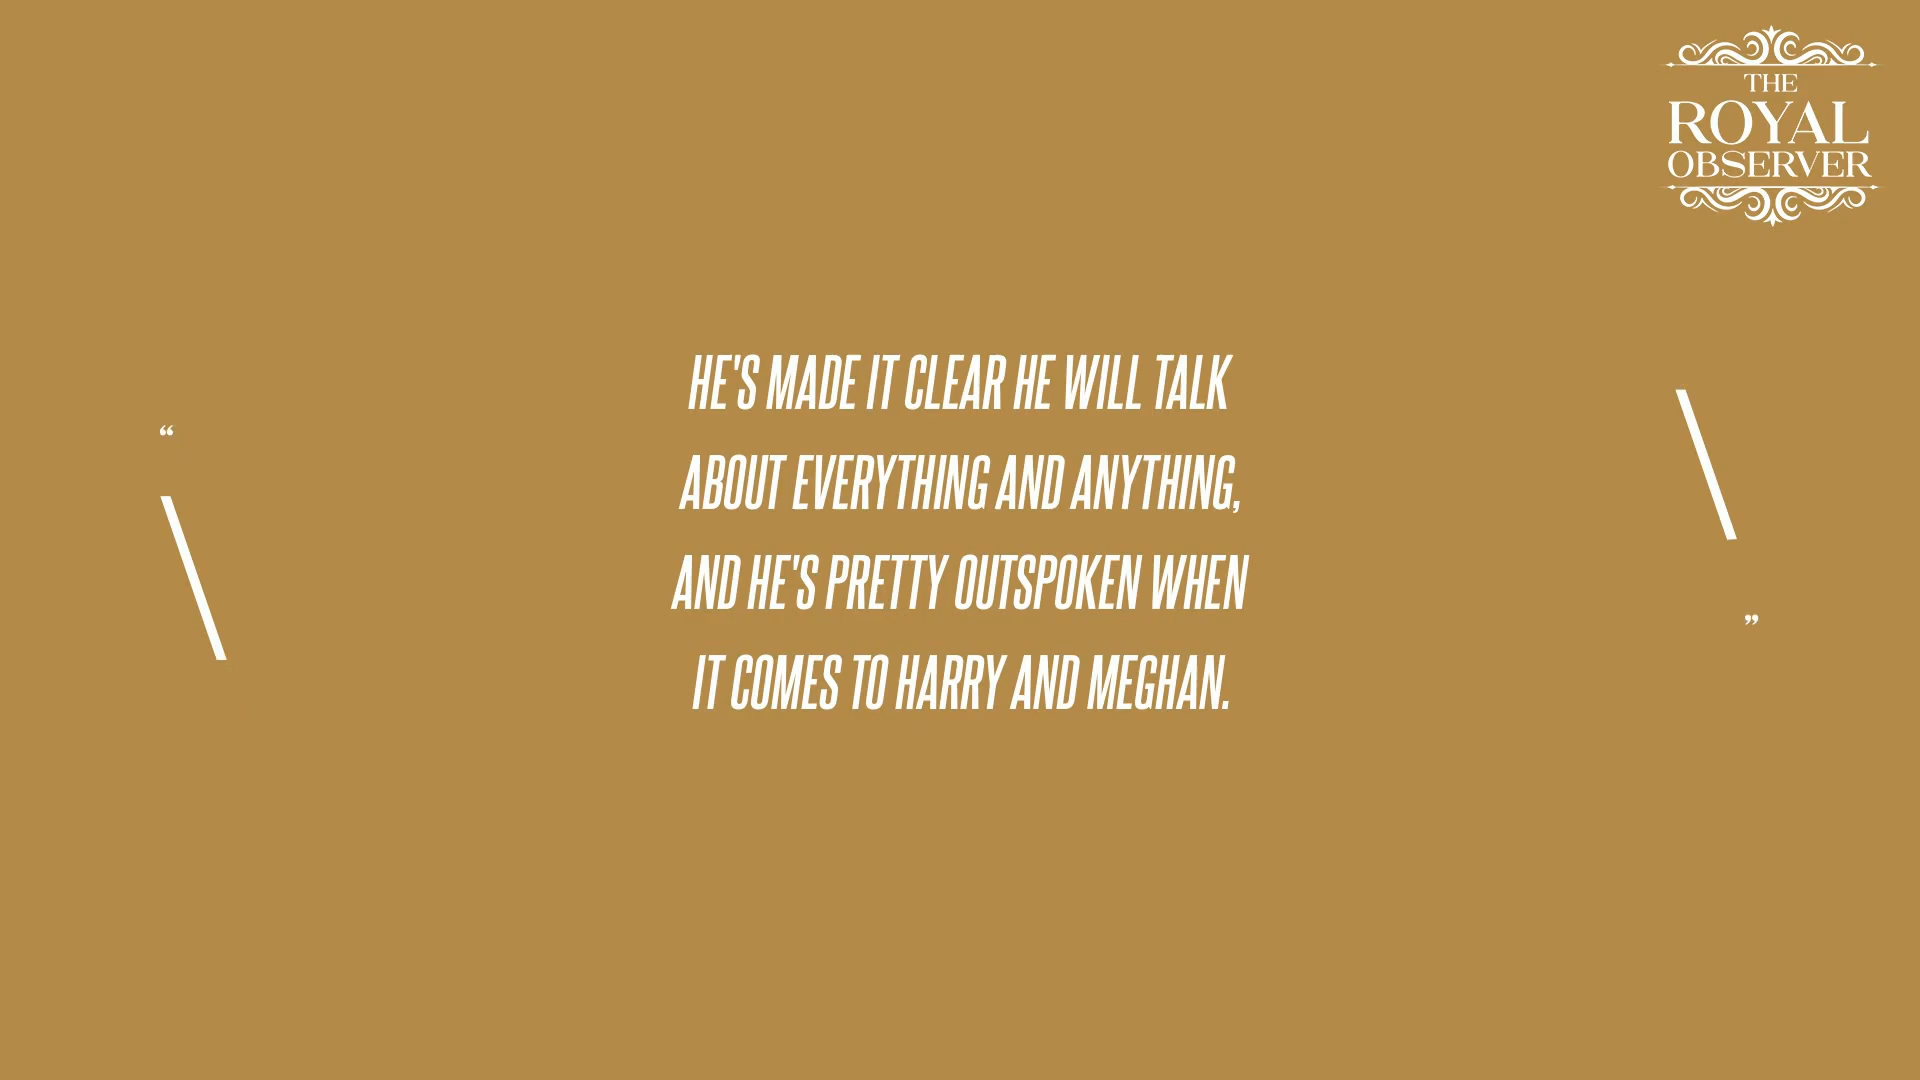 THE
ROYAL
OBSERVER
“
HE'S MADE IT CLEAR HE WILL TALK
ABOUT EVERYTHING AND ANYTHING,
AND HE'S PRETTY OUTSPOKEN WHEN
IT COMES TO HARRY AND MEGHAN.
”